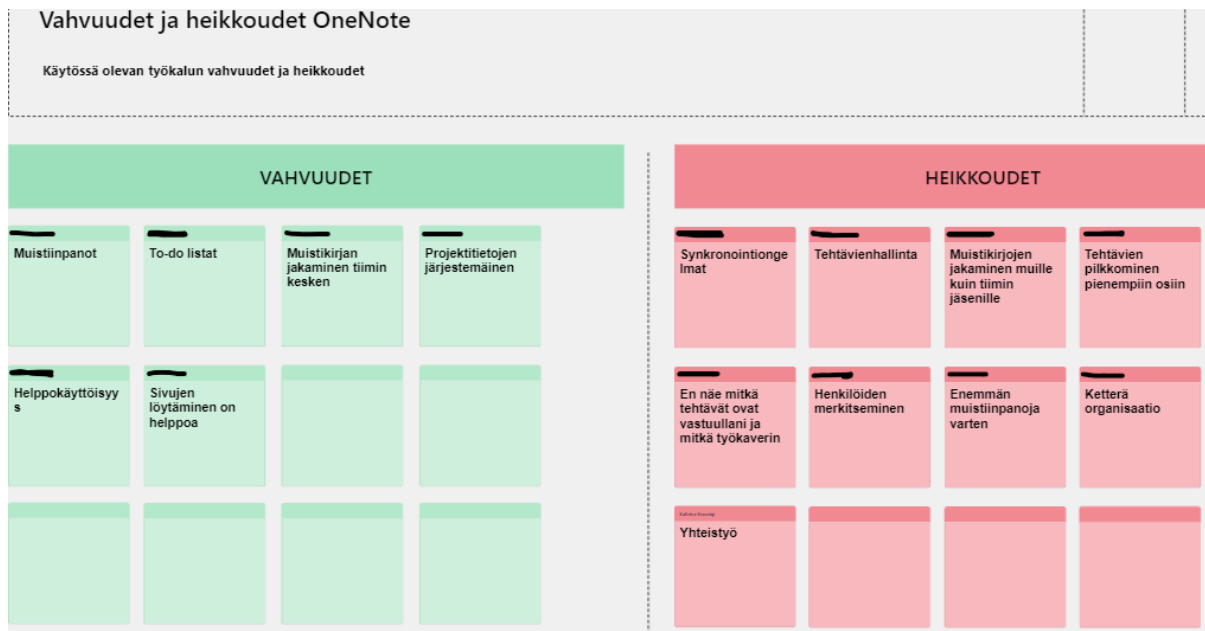 Vahvuudet ja heikkoudet OneNote
Käytössä olevan työkalun vahvuudet ja heikkoudet
VAHVUUDET
Muistiinpanot
To-do listat
Muistikirjan
jakaminen tiimin
kesken
Projektitietojen
järjestemäinen
Helppokäyttöisyy
s
Sivujen
löytäminen on
helppoa
HEIKKOUDET
Synkronointionge
lmat
Tehtävienhallinta
Muistikirjojen
jakaminen muille
kuin tiimin
jäsenille
Tehtävien
pilkkominen
pienempiin osiin
En näe mitkä
tehtävät ovat
vastuullani ja
mitkä työkaverin
Henkilöiden
merkitseminen
Enemmän
muistiinpanoja
varten
Ketterä
organisaatio
Yhteistyö